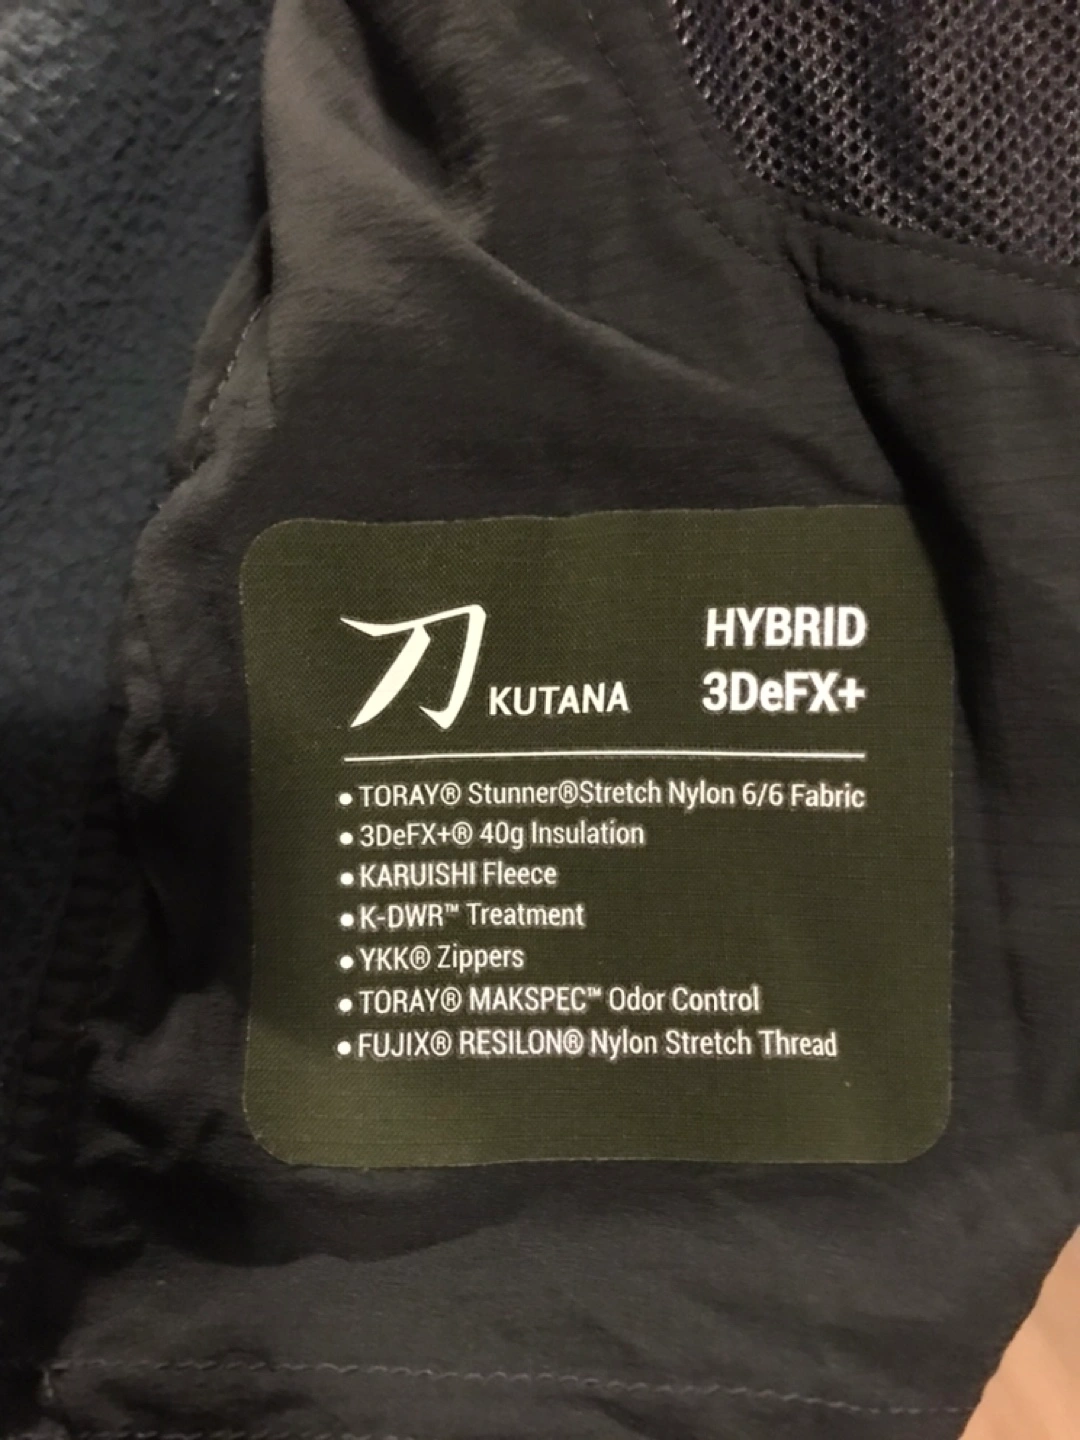 刀 KUTANA
HYBRID
3DeFX+
• TORAY® Stunner®Stretch Nylon 6/6 Fabric
• 3DeFX+® 40g Insulation
• KARUISHI Fleece
• K-DWR™ Treatment
• YKK® Zippers
• TORAY® MAKSPEC™ Odor Control
• FUJIX® RESILON® Nylon Stretch Thread